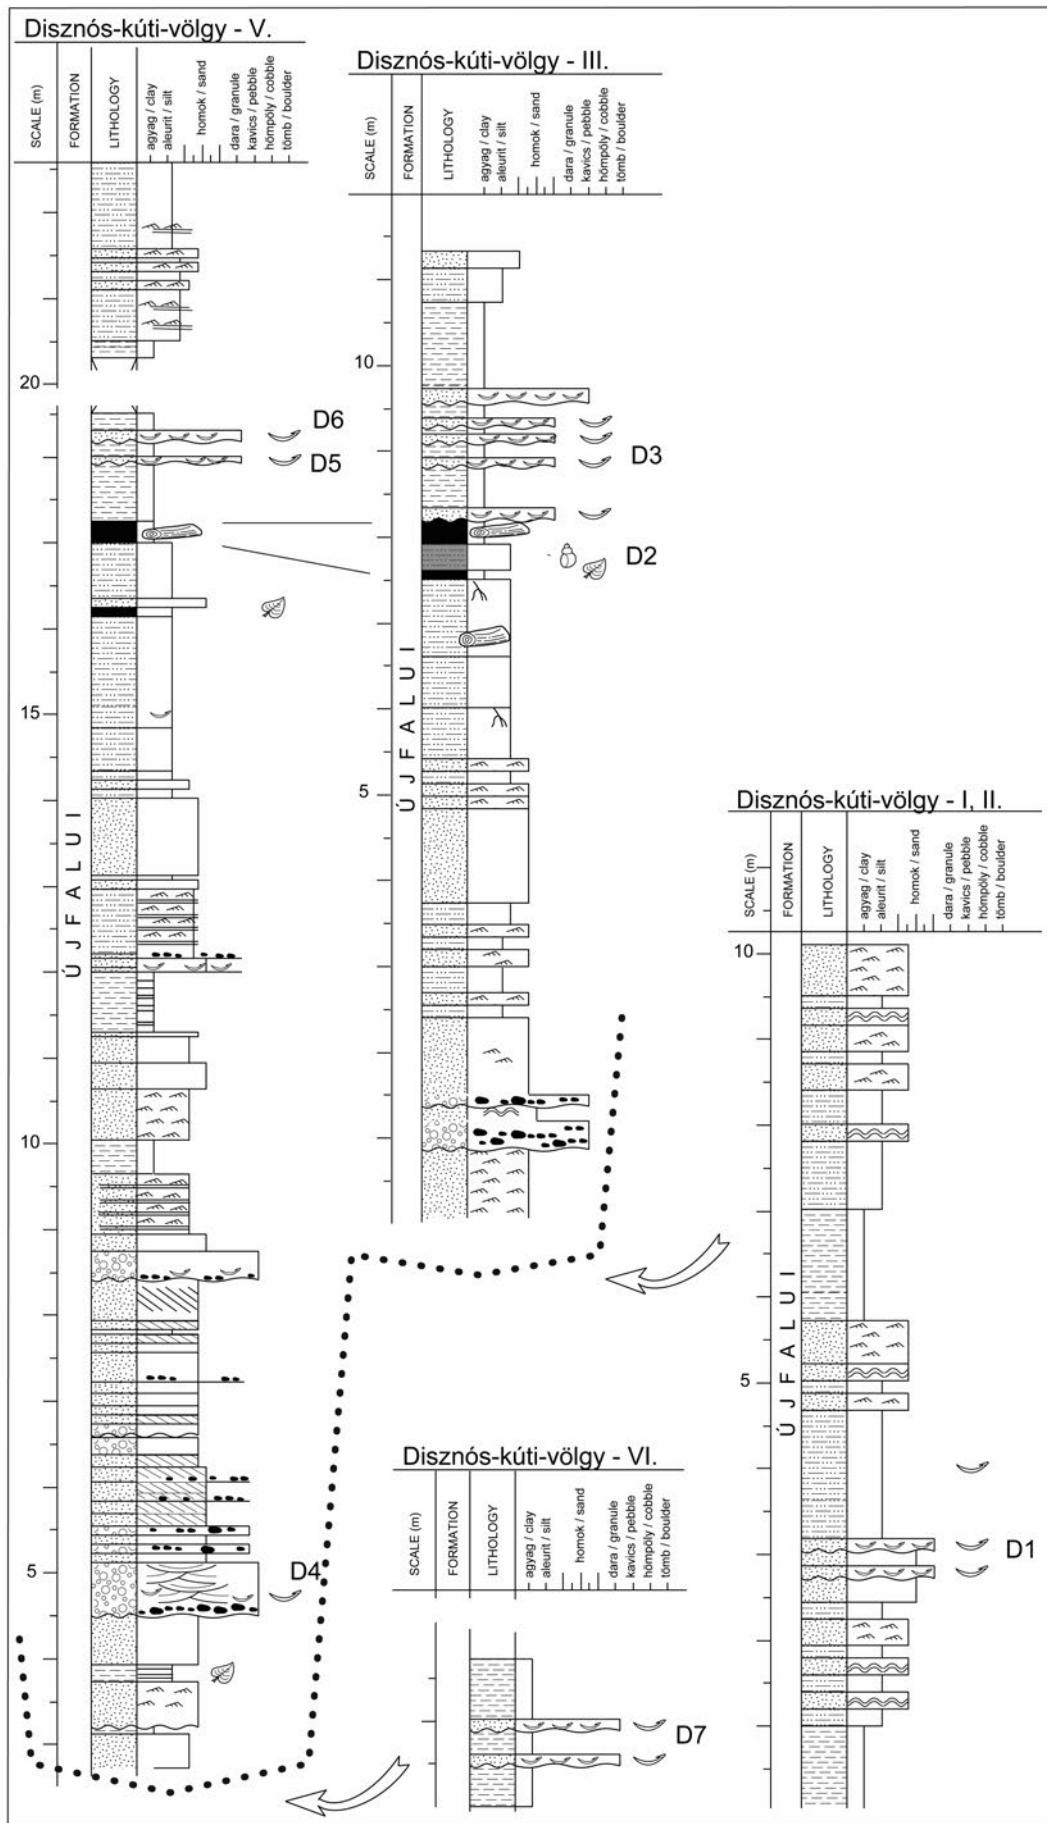 Disznós-kúti-völgy - V.
SCALE (m)
FORMATION
LITHOLOGY
agyag / clay
aleurit / silt
homok / sand
dara / granule
kavics / pebble
hömpöly / cobble
tömb / boulder
20
D6
D5
15
ÚJFALUI
10
5
D4
Disznós-kúti-völgy - III.
SCALE (m)
FORMATION
LITHOLOGY
agyag / clay
aleurit / silt
homok / sand
dara / granule
kavics / pebble
hömpöly / cobble
tömb / boulder
10
D3
D2
ÚJFALUI
5
Disznós-kúti-völgy - I, II.
SCALE (m)
FORMATION
LITHOLOGY
agyag / clay
aleurit / silt
homok / sand
dara / granule
kavics / pebble
hömpöly / cobble
tömb / boulder
10
ÚJFALUI
5
D1
Disznós-kúti-völgy - VI.
SCALE (m)
FORMATION
LITHOLOGY
agyag / clay
aleurit / silt
homok / sand
dara / granule
kavics / pebble
hömpöly / cobble
tömb / boulder
D7